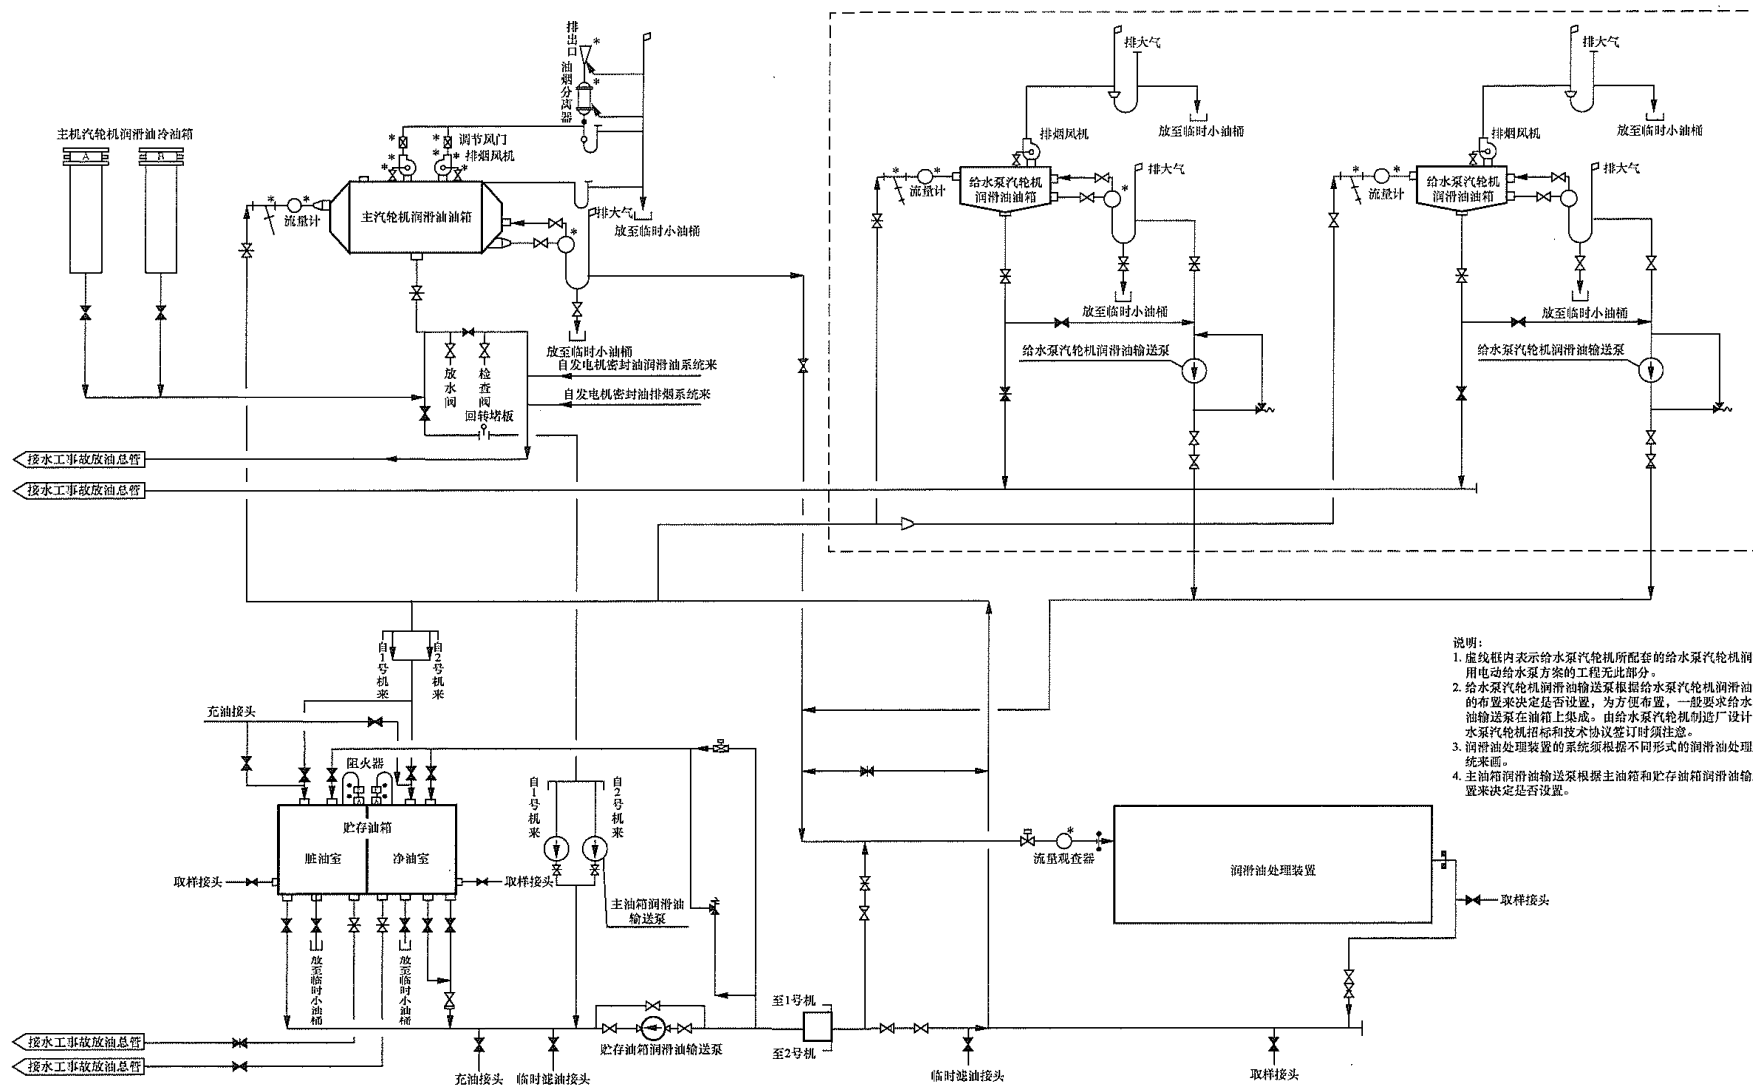 排出口
油烟分离器
排大气
排大气
放至临时小油桶
放至临时小油桶
主机汽轮机润滑油冷油箱
A
B
调节风门
排烟风机
排烟风机
排烟风机
流量计
主汽轮机润滑油油箱
排大气
放至临时小油桶
流量计
给水泵汽轮机
润滑油油箱
排大气
流量计
给水泵汽轮机
润滑油油箱
排大气
放至临时小油桶
放至临时小油桶
放至临时小油桶
自发电机密封油润滑油系统来
自发电机密封油排烟系统来
放水阀
检查阀
回转堵板
给水泵汽轮机润滑油输送泵
给水泵汽轮机润滑油输送泵
接水工事故放油总管
接水工事故放油总管
自1号机来
自2号机来
充油接头
阻火器
贮存油箱
脏油室
净油室
取样接头
取样接头
自1号机来
自2号机来
主油箱润滑油
输送泵
放至临时小油桶
放至临时小油桶
流量观查器
润滑油处理装置
取样接头
至1号机
至2号机
贮存油箱润滑油输送泵
接水工事故放油总管
接水工事故放油总管
充油接头
临时滤油接头
临时滤油接头
取样接头
说明:
1. 虚线框内表示给水泵汽轮机所配套的给水泵汽轮机润
用电动给水泵方案的工程无此部分。
2. 给水泵汽轮机润滑油输送泵根据给水泵汽轮机润滑油
的布置来决定是否设置，为方便布置，一般要求给水
油输送泵在油箱上集成。由给水泵汽轮机制造厂设计
水泵汽轮机招标和技术协议签订时须注意。
3. 润滑油处理装置的系统须根据不同形式的润滑油处理
统来画。
4. 主油箱润滑油输送泵根据主油箱和贮存油箱润滑油输
置来决定是否设置。